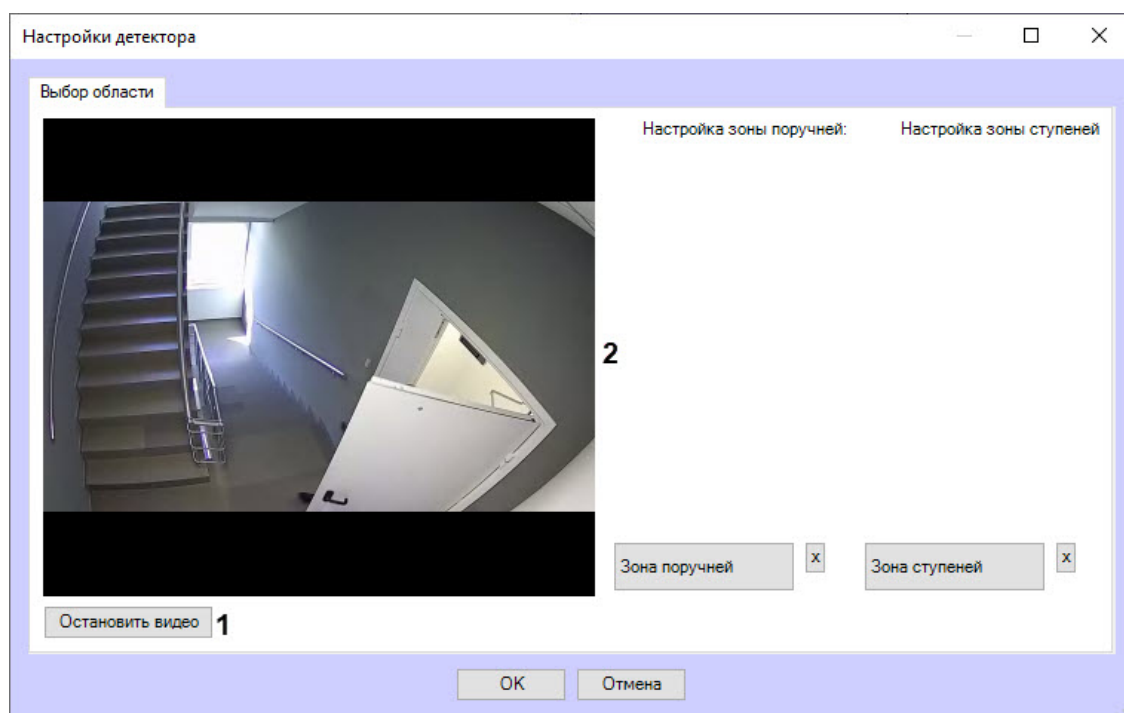 Настройки детектора
Выбор области
Настройка зоны поручней: Настройка зоны ступеней
2
Зона поручней x Зона ступеней x
Остановить видео 1
OK Отмена